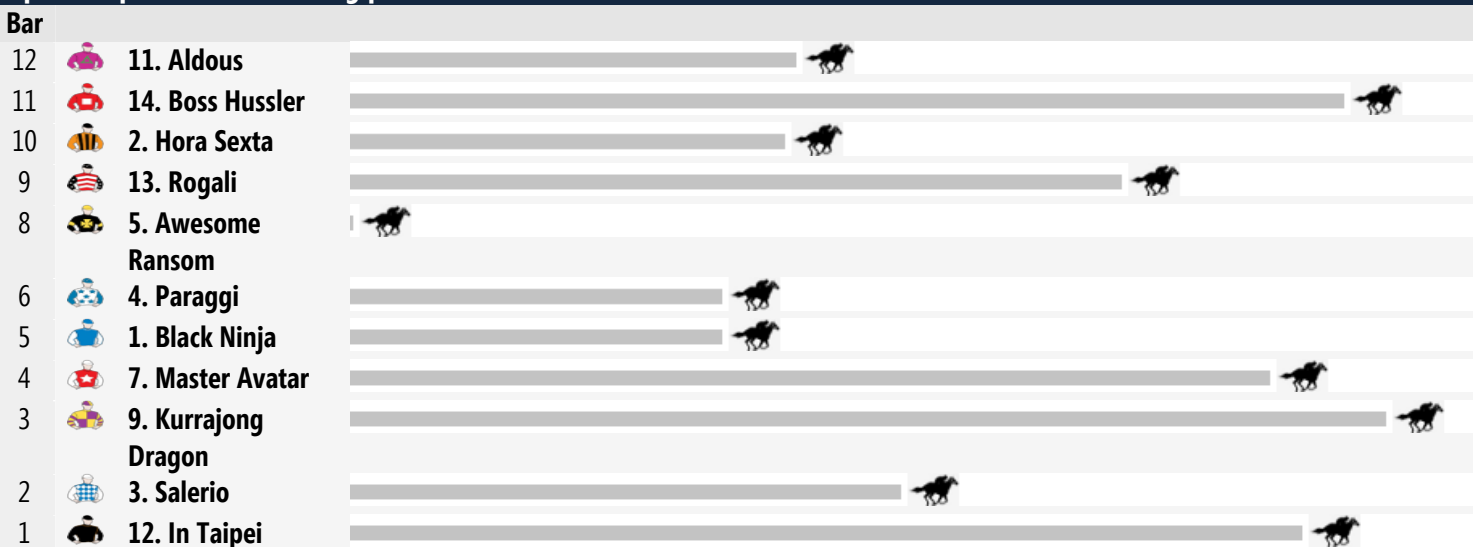 Bar
12 11. Aldous
11 14. Boss Hussler
10 2. Hora Sexta
9 13. Rogali
8 5. Awesome
Ransom
6 4. Paraggi
5 1. Black Ninja
4 7. Master Avatar
3 9. Kurrajong
Dragon
2 3. Salerio
1 12. In Taipei